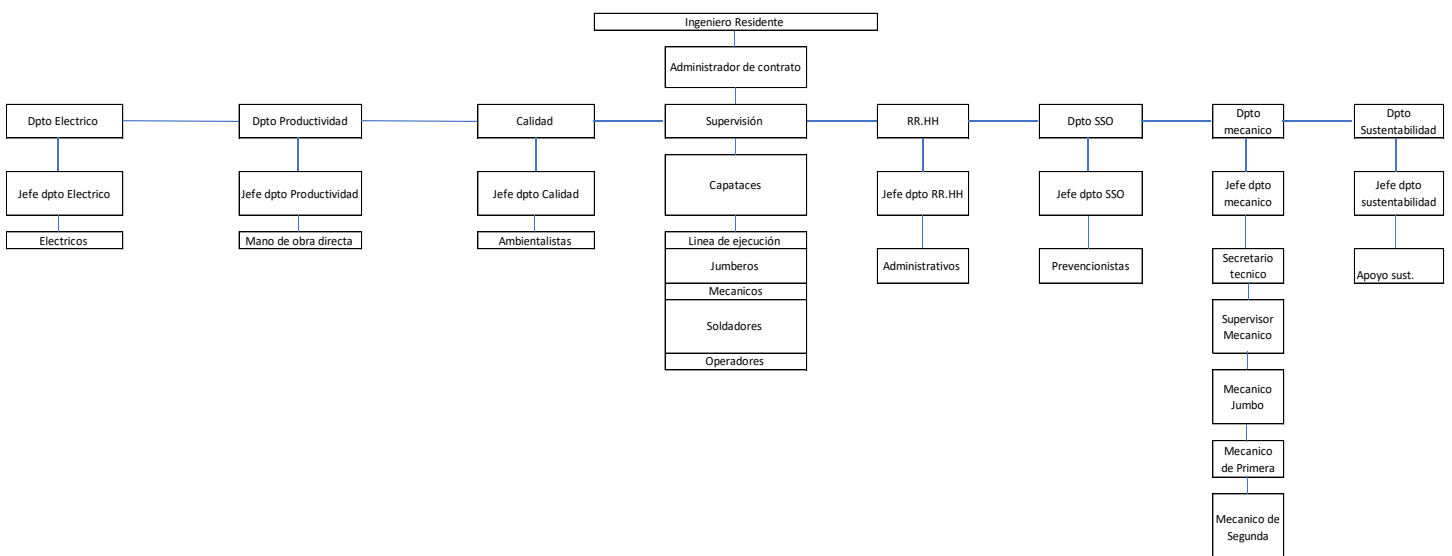 Ingeniero Residente
Administrador de contrato
Dpto Electrico
Dpto Productividad
Calidad
Supervisión
RR.HH
Dpto SSO
Dpto
mecanico
Dpto
Sustentabilidad
Jefe dpto Electrico
Jefe dpto Productividad
Jefe dpto Calidad
Capataces
Jefe dpto RR.HH
Jefe dpto SSO
Jefe dpto
mecanico
Jefe dpto
sustentabilidad
Electricos
Mano de obra directa
Ambientalistas
Linea de ejecución
Jumberos
Mecanicos
Soldadores
Operadores
Administrativos
Prevencionistas
Secretario
tecnico
Apoyo sust.
Supervisor
Mecanico
Mecanico
Jumbo
Mecanico
de Primera
Mecanico de
Segunda